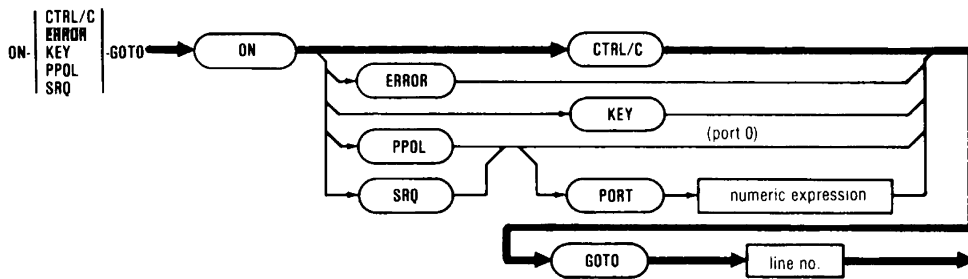 ON-
CTRL/C
ERROR
KEY
PPOL
SRQ
-GOTO
ON
CTRL/C
ERROR
KEY
(port 0)
PPOL
SRQ
PORT
numeric expression
GOTO
line no.